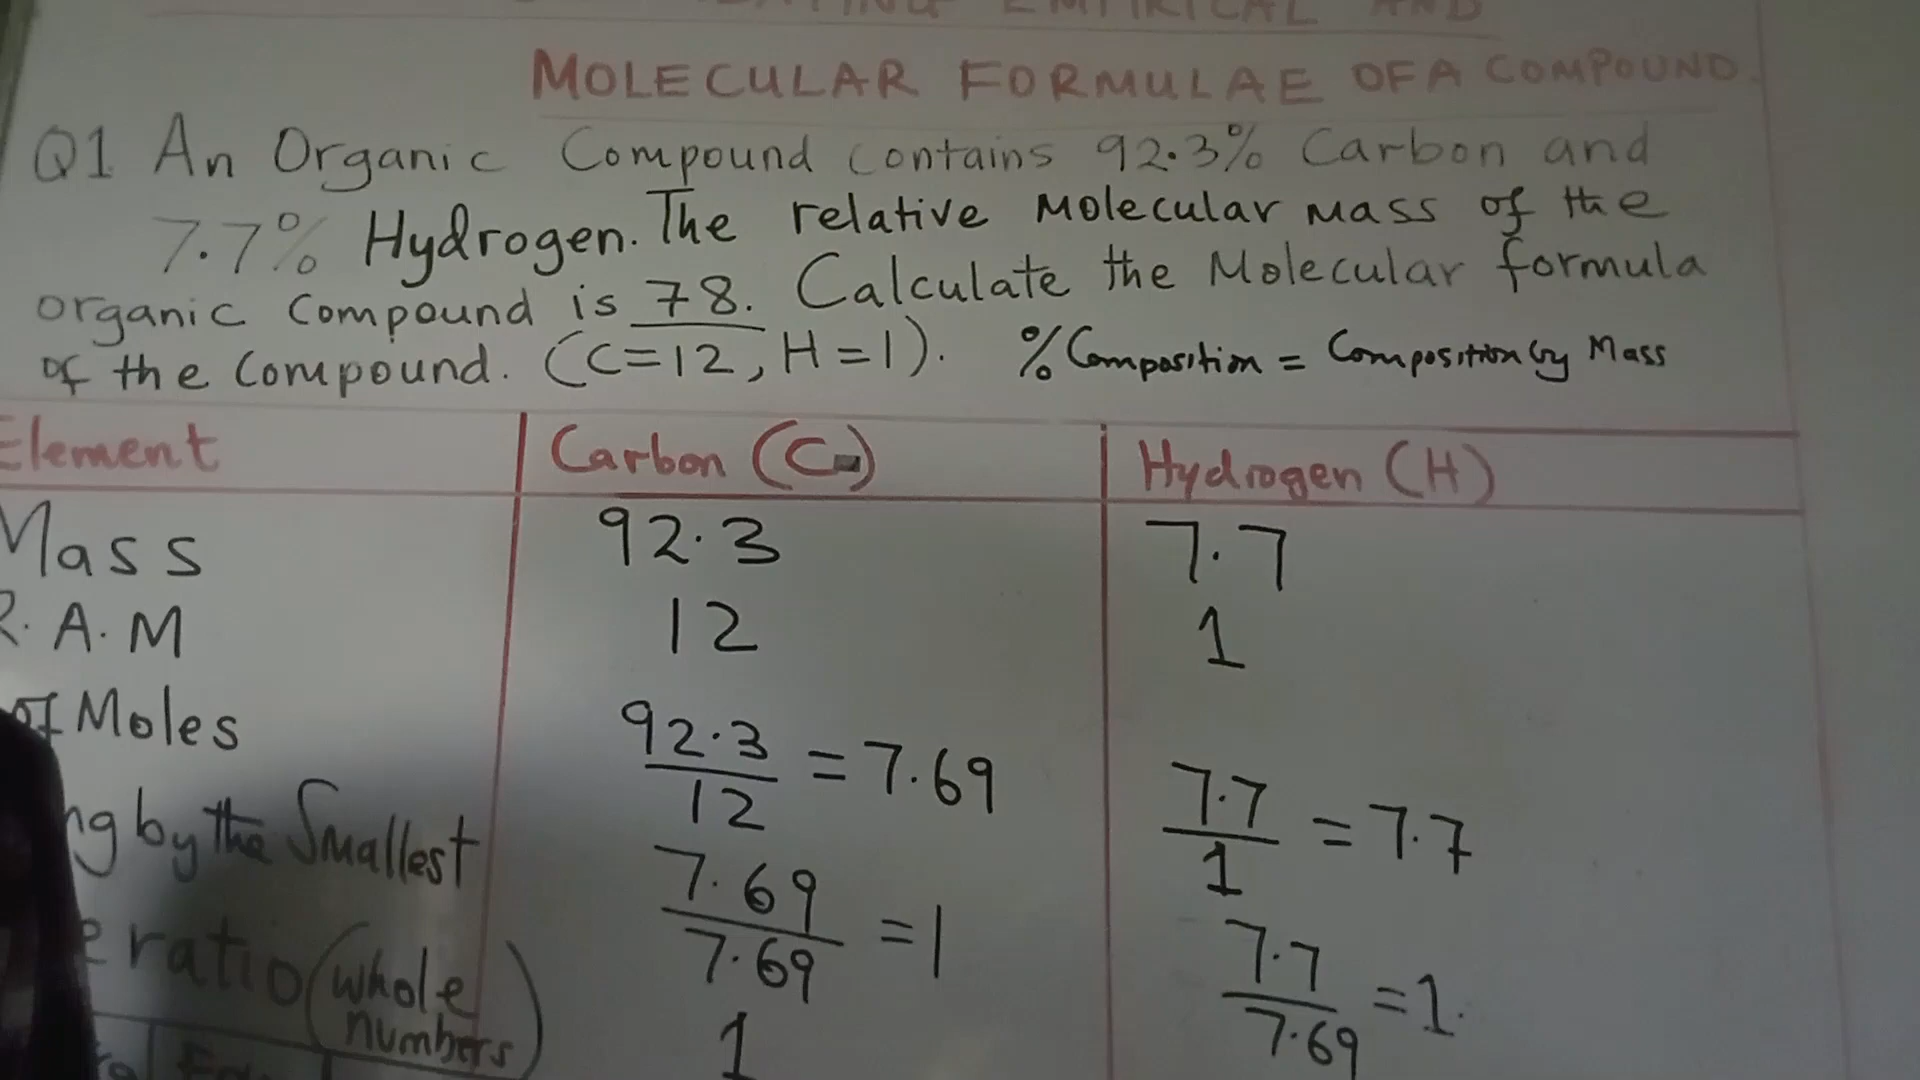 EMPIRICAL AND
MOLECULAR FORMULAE OF A COMPOUND.
Q1 An Organic Compound contains 92.3% Carbon and
7.7% Hydrogen. The relative Molecular Mass of the
organic compound is 78. Calculate the Molecular formula
of the compound. (C=12, H=1). % Composition = Composition by Mass
Element Carbon (C) Hydrogen (H)
Mass 92.3 7.7
R.A.M 12 1
of Moles 92.3/12 = 7.69 7.7/1 = 7.7
by the Smallest 7.69/7.69 = 1 7.7/7.69 = 1.
ratio (whole numbers) 1